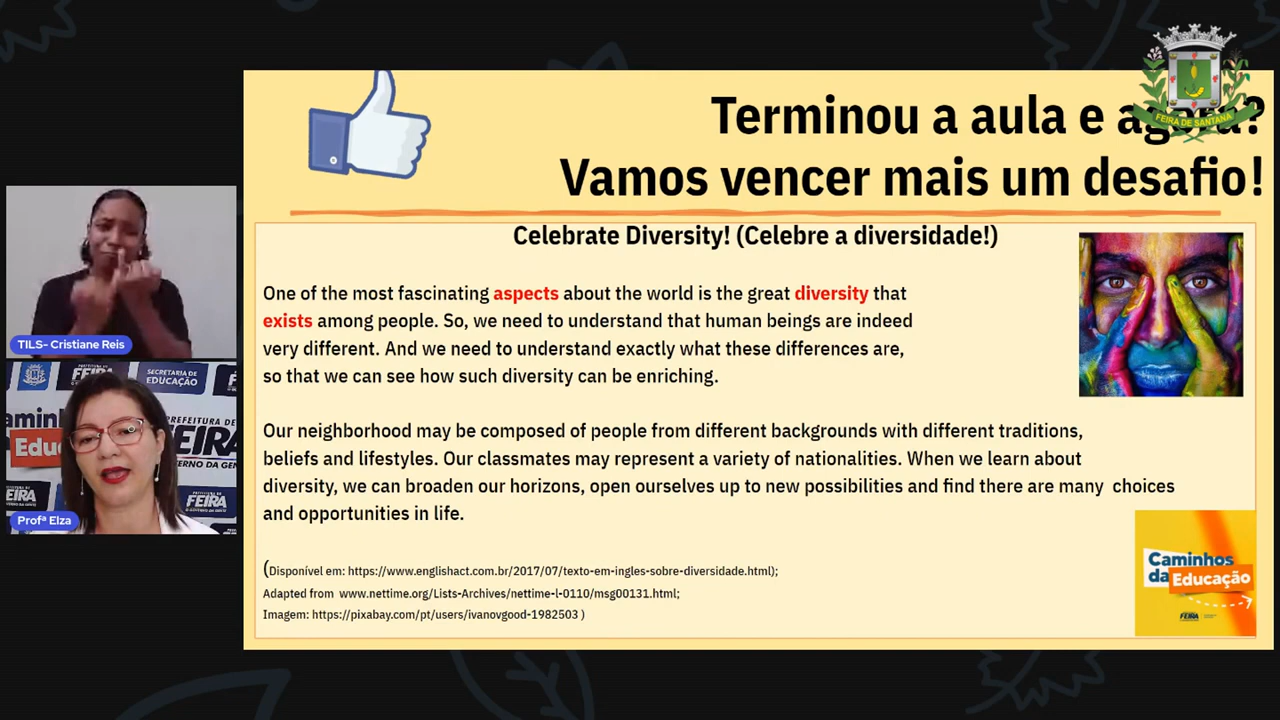 Terminou a aula e agora?
Vamos vencer mais um desafio!
FEIRA DE SANTANA
Celebrate Diversity! (Celebre a diversidade!)
One of the most fascinating aspects about the world is the great diversity that
exists among people. So, we need to understand that human beings are indeed
very different. And we need to understand exactly what these differences are,
so that we can see how such diversity can be enriching.
Our neighborhood may be composed of people from different backgrounds with different traditions,
beliefs and lifestyles. Our classmates may represent a variety of nationalities. When we learn about
diversity, we can broaden our horizons, open ourselves up to new possibilities and find there are many choices
and opportunities in life.
(Disponível em: https://www.englishact.com.br/2017/07/texto-em-ingles-sobre-diversidade.html);
Adapted from www.nettime.org/Lists-Archives/nettime-l-0110/msg00131.html;
Imagem: https://pixabay.com/pt/users/ivanovgood-1982503 )
Caminhos
da Educação
FEIRA
TILS- Cristiane Reis
SECRETARIA DE
EDUCAÇÃO
PREFEITURA DE
FEIRA
Profª Elza